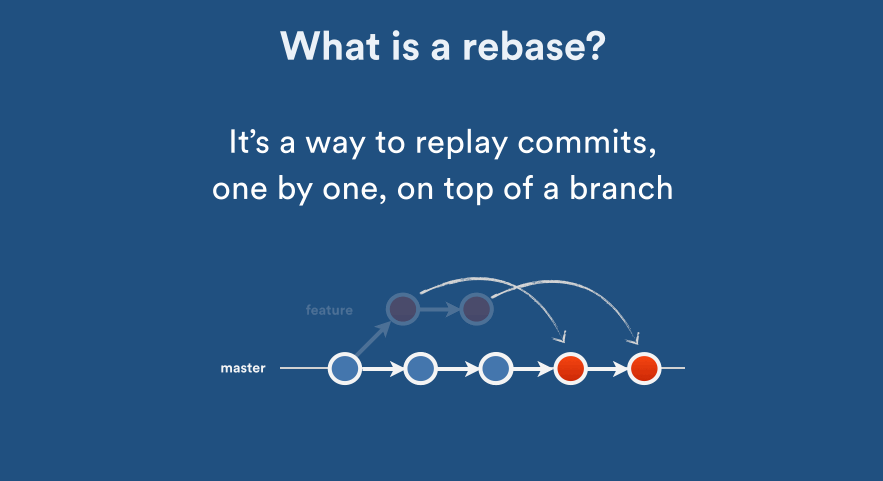 What is a rebase?
It’s a way to replay commits,
one by one, on top of a branch
feature
master